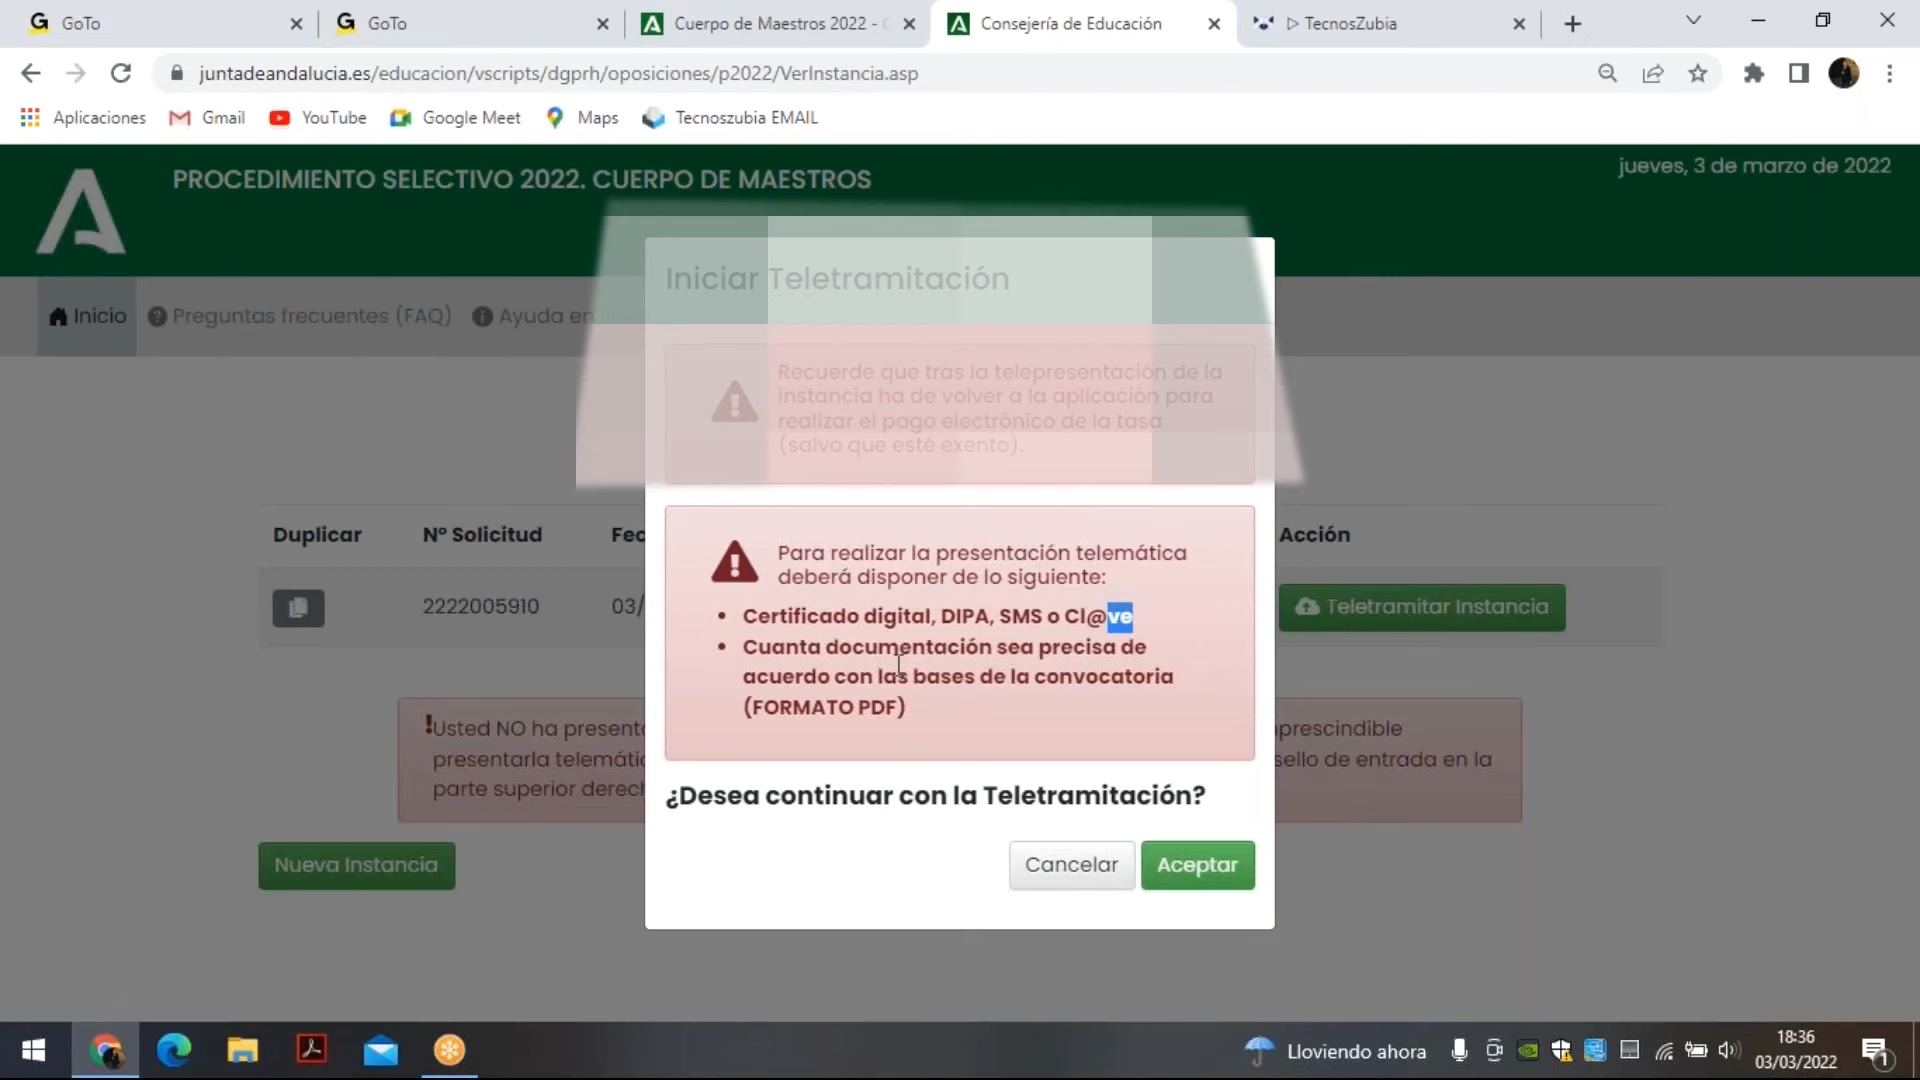 GoTo
GoTo
Cuerpo de Maestros 2022 -
Consejería de Educación
▷ TecnosZubia
juntadeandalucia.es/educacion/vscripts/dgprh/oposiciones/p2022/VerInstancia.asp
Aplicaciones
Gmail
YouTube
Google Meet
Maps
Tecnoszubia EMAIL
PROCEDIMIENTO SELECTIVO 2022. CUERPO DE MAESTROS
jueves, 3 de marzo de 2022
Inicio
Preguntas frecuentes (FAQ)
Ayuda en
Iniciar Teletramitación
Recuerde que tras la telepresentación de la
instancia ha de volver a la aplicación para
realizar el pago electrónico de la tasa
(salvo que esté exento).
Para realizar la presentación telemática
deberá disponer de lo siguiente:
• Certificado digital, DIPA, SMS o Cl@ve
• Cuanta documentación sea precisa de
acuerdo con las bases de la convocatoria
(FORMATO PDF)
¿Desea continuar con la Teletramitación?
Cancelar
Aceptar
Duplicar
Nº Solicitud
Fec
Acción
2222005910
03/
Teletramitar Instancia
Usted NO ha present
presentarla telemátic
parte superior derec
prescindible
sello de entrada en la
Nueva Instancia
Lloviendo ahora
18:36
03/03/2022
1